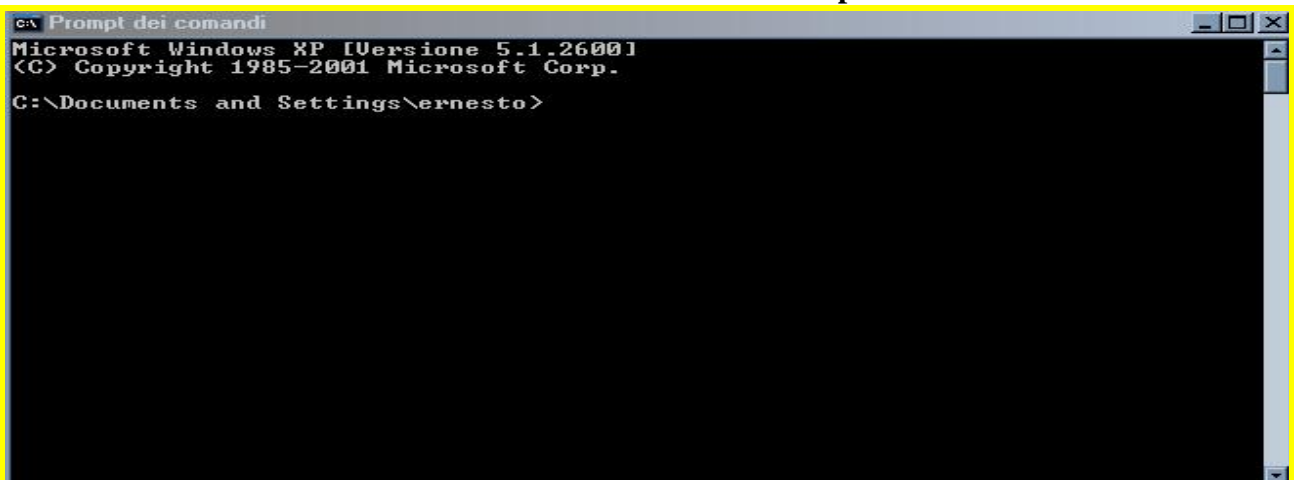 Prompt dei comandi
Microsoft Windows XP [Versione 5.1.2600]
(C) Copyright 1985-2001 Microsoft Corp.
C:\Documents and Settings\ernesto>